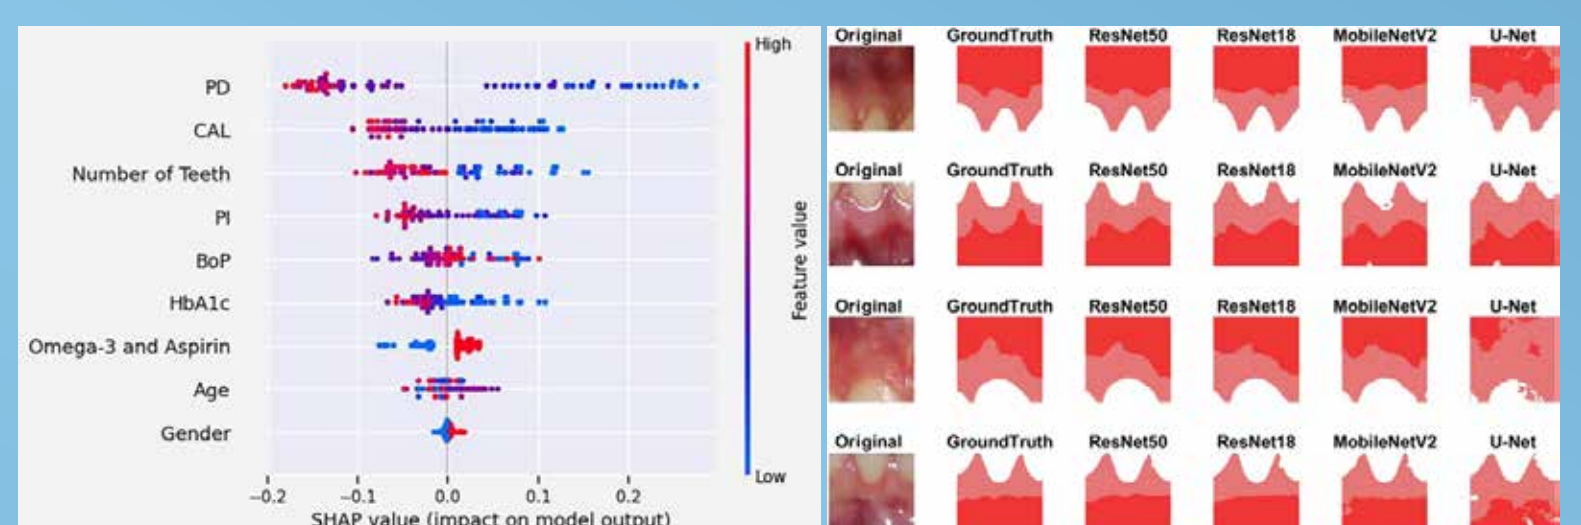 PD
CAL
Number of Teeth
PI
BoP
HbA1c
Omega-3 and Aspirin
Age
Gender
−0.2 −0.1 0.0 0.1 0.2
SHAP value (impact on model output)
High
Feature value
Low
Original GroundTruth ResNet50 ResNet18 MobileNetV2 U-Net
Original GroundTruth ResNet50 ResNet18 MobileNetV2 U-Net
Original GroundTruth ResNet50 ResNet18 MobileNetV2 U-Net
Original GroundTruth ResNet50 ResNet18 MobileNetV2 U-Net